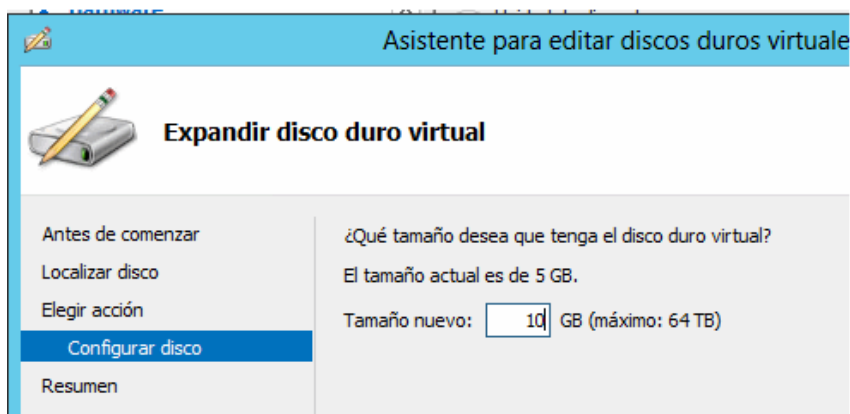 Asistente para editar discos duros virtuale
Expandir disco duro virtual
Antes de comenzar
Localizar disco
Elegir acción
Configurar disco
Resumen
¿Qué tamaño desea que tenga el disco duro virtual?
El tamaño actual es de 5 GB.
Tamaño nuevo: 10 GB (máximo: 64 TB)